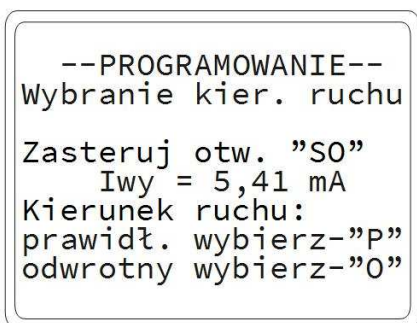 --PROGRAMOWANIE--
Wybranie kier. ruchu
Zasteruj otw. ”SO”
Iwy = 5,41 mA
Kierunek ruchu:
prawidł. wybierz-”P”
odwrotny wybierz-”O”